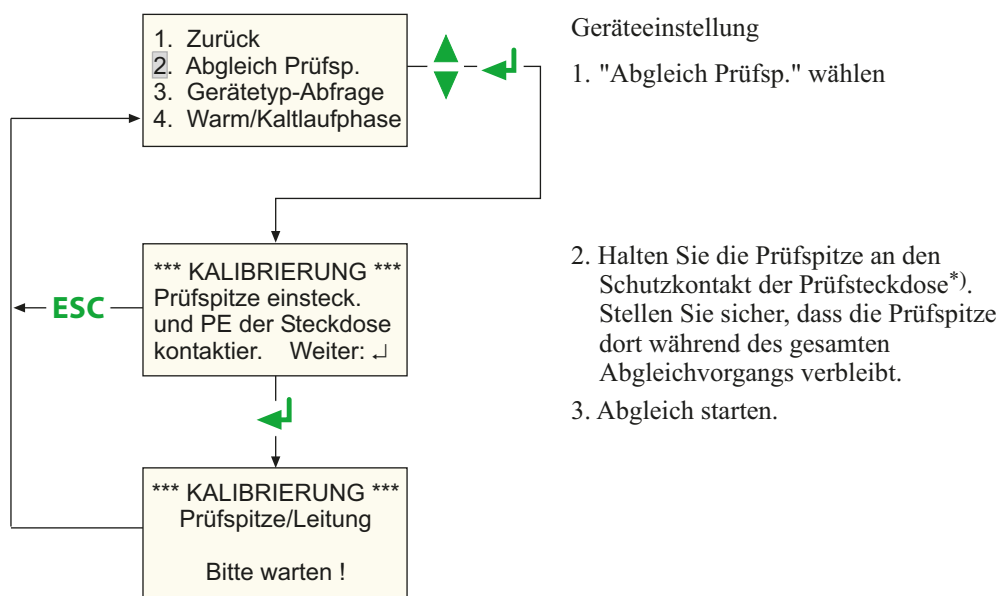 1. Zurück
2. Abgleich Prüfsp.
3. Gerätetyp-Abfrage
4. Warm/Kaltlaufphase
Geräteeinstellung
1. "Abgleich Prüfsp." wählen
*** KALIBRIERUNG ***
Prüfspitze einsteck.
und PE der Steckdose
kontaktier. Weiter: ↵
ESC
2. Halten Sie die Prüfspitze an den
Schutzkontakt der Prüfsteckdose*).
Stellen Sie sicher, dass die Prüfspitze
dort während des gesamten
Abgleichvorgangs verbleibt.
3. Abgleich starten.
*** KALIBRIERUNG ***
Prüfspitze/Leitung
Bitte warten !